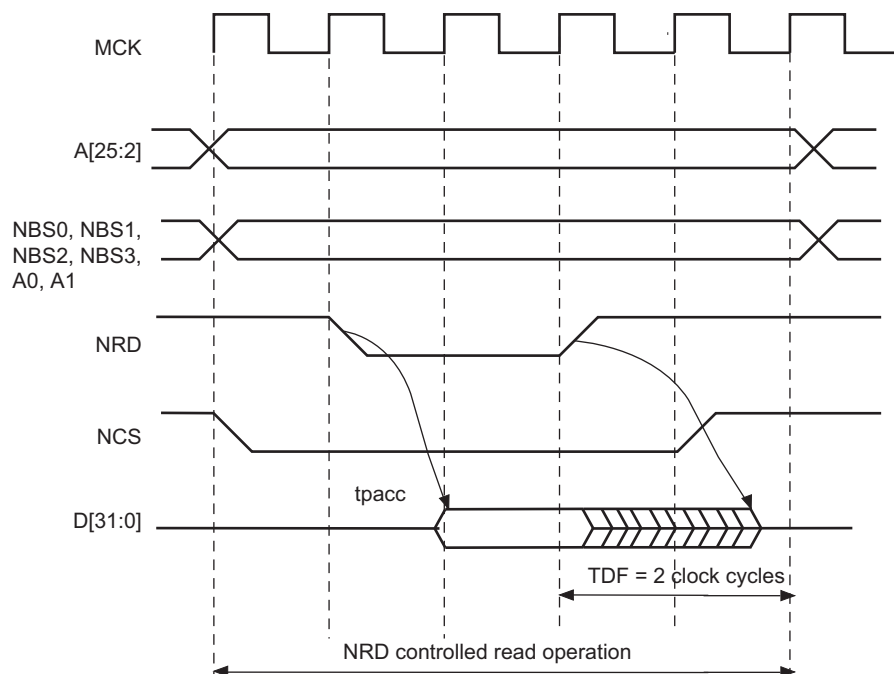 MCK
A[25:2]
NBS0, NBS1,
NBS2, NBS3,
A0, A1
NRD
NCS
tpacc
D[31:0]
TDF = 2 clock cycles
NRD controlled read operation